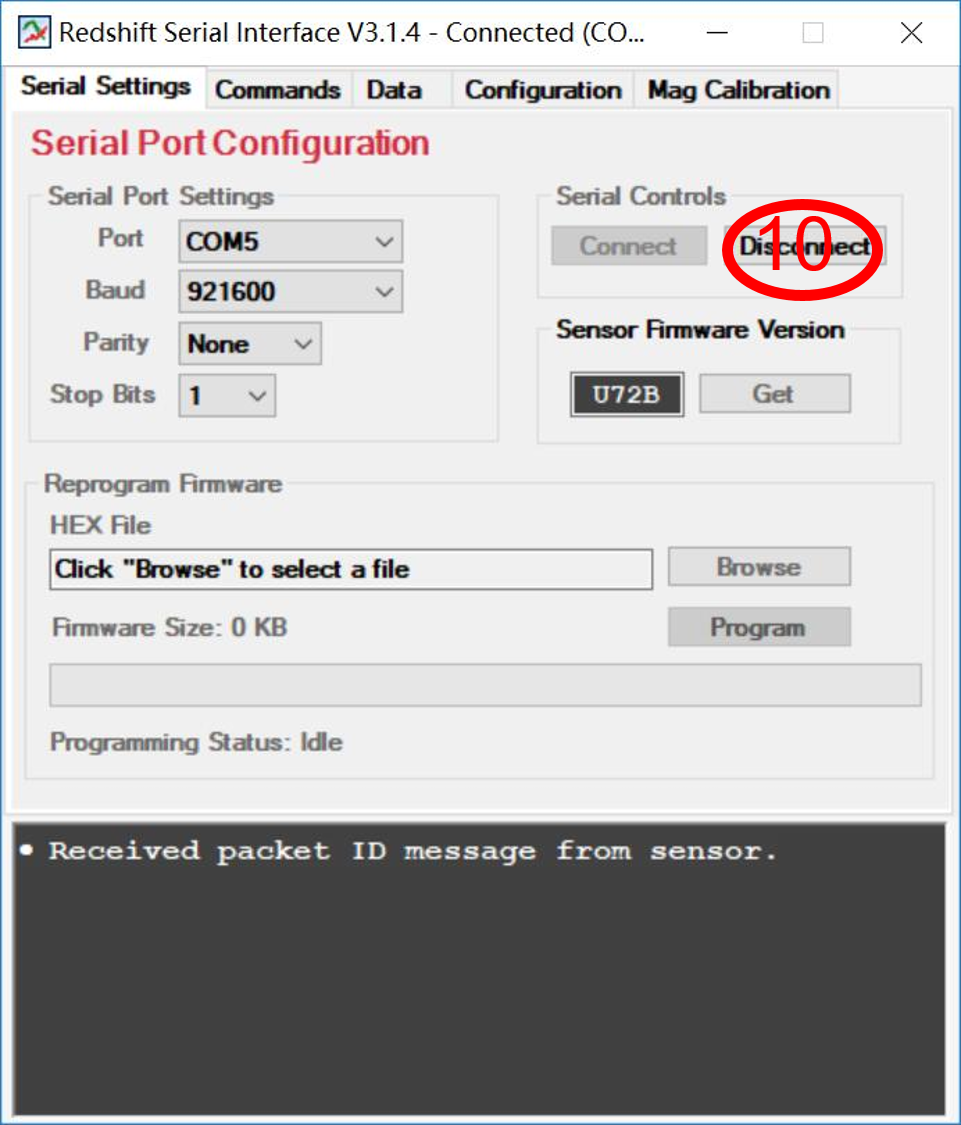 Redshift Serial Interface V3.1.4 - Connected (CO...
Serial Settings Commands Data Configuration Mag Calibration
Serial Port Configuration
Serial Port Settings
Port COM5
Baud 921600
Parity None
Stop Bits 1
Serial Controls
Connect Disconnect
10
Sensor Firmware Version
U72B Get
Reprogram Firmware
HEX File
Click "Browse" to select a file Browse
Firmware Size: 0 KB Program
Programming Status: Idle
• Received packet ID message from sensor.